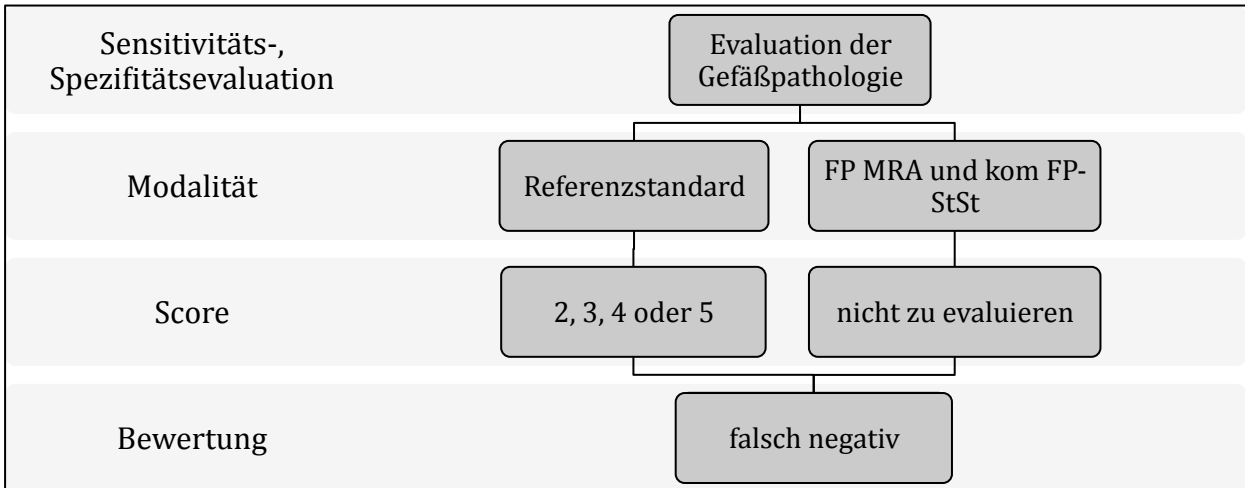 Sensitivitäts-,
Spezifitätsevaluation
Evaluation der
Gefäßpathologie
Modalität
Referenzstandard
FP MRA und kom FP-
StSt
Score
2, 3, 4 oder 5
nicht zu evaluieren
Bewertung
falsch negativ